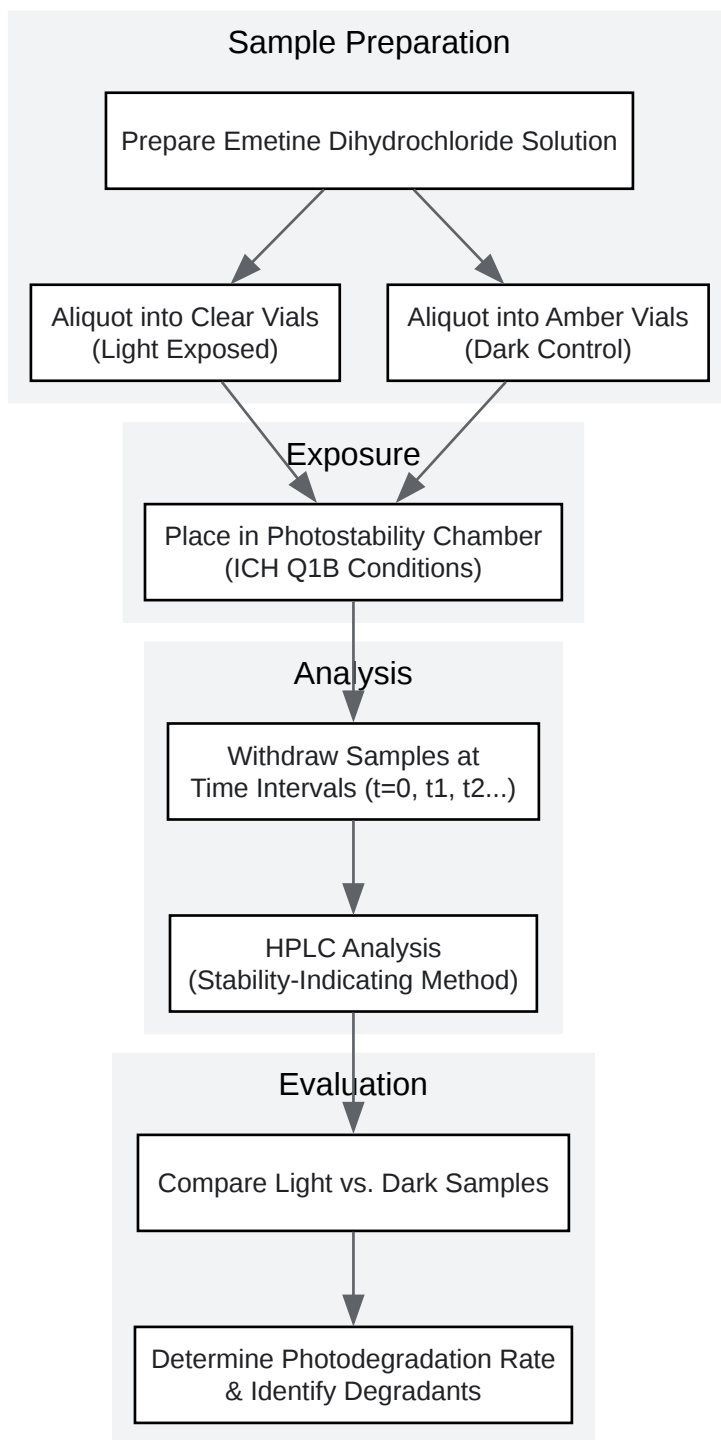 Sample Preparation
Prepare Emetine Dihydrochloride Solution
Aliquot into Clear Vials
(Light Exposed)
Aliquot into Amber Vials
(Dark Control)
Exposure
Place in Photostability Chamber
(ICH Q1B Conditions)
Analysis
Withdraw Samples at
Time Intervals (t=0, t1, t2...)
HPLC Analysis
(Stability-Indicating Method)
Evaluation
Compare Light vs. Dark Samples
Determine Photodegradation Rate
& Identify Degradants